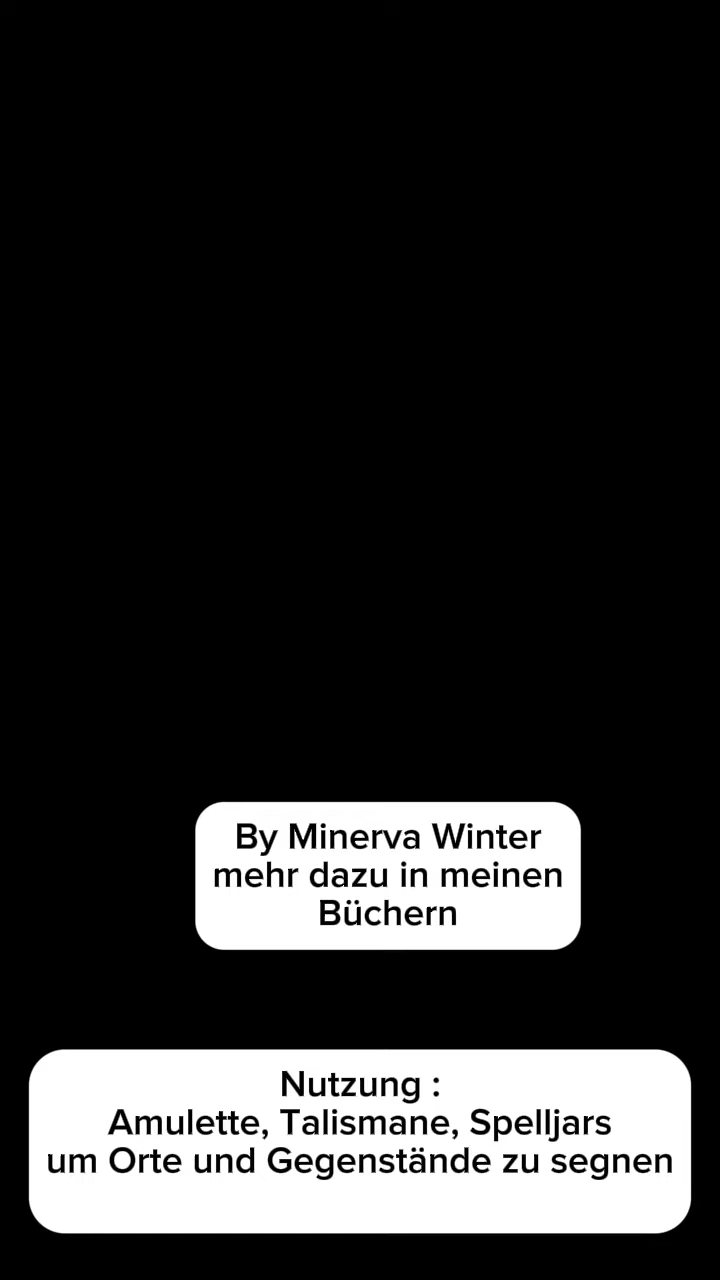 By Minerva Winter
mehr dazu in meinen
Büchern
Nutzung :
Amulette, Talismane, Spelljars
um Orte und Gegenstände zu segnen